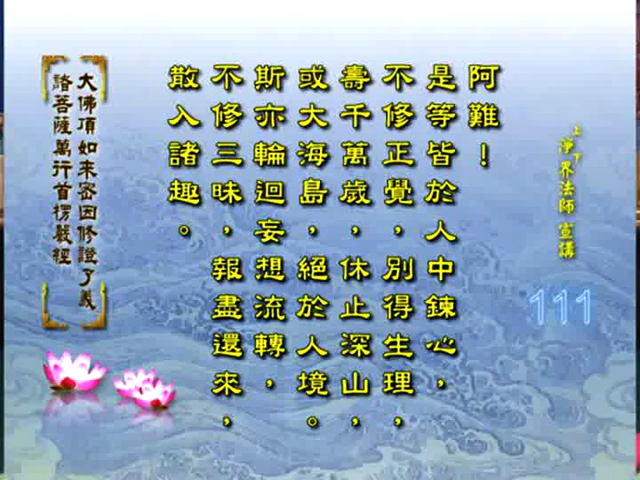 上淨下界法師 宣講
111
阿難！
是等皆於人中鍊心，
不修正覺，別得生理，
壽千萬歲，休止深山，
或大海島，絕於人境。
斯亦輪迴妄想流轉，
不修三昧，報盡還來，
散入諸趣。
大佛頂如來密因修證了義
諸菩薩萬行首楞嚴經